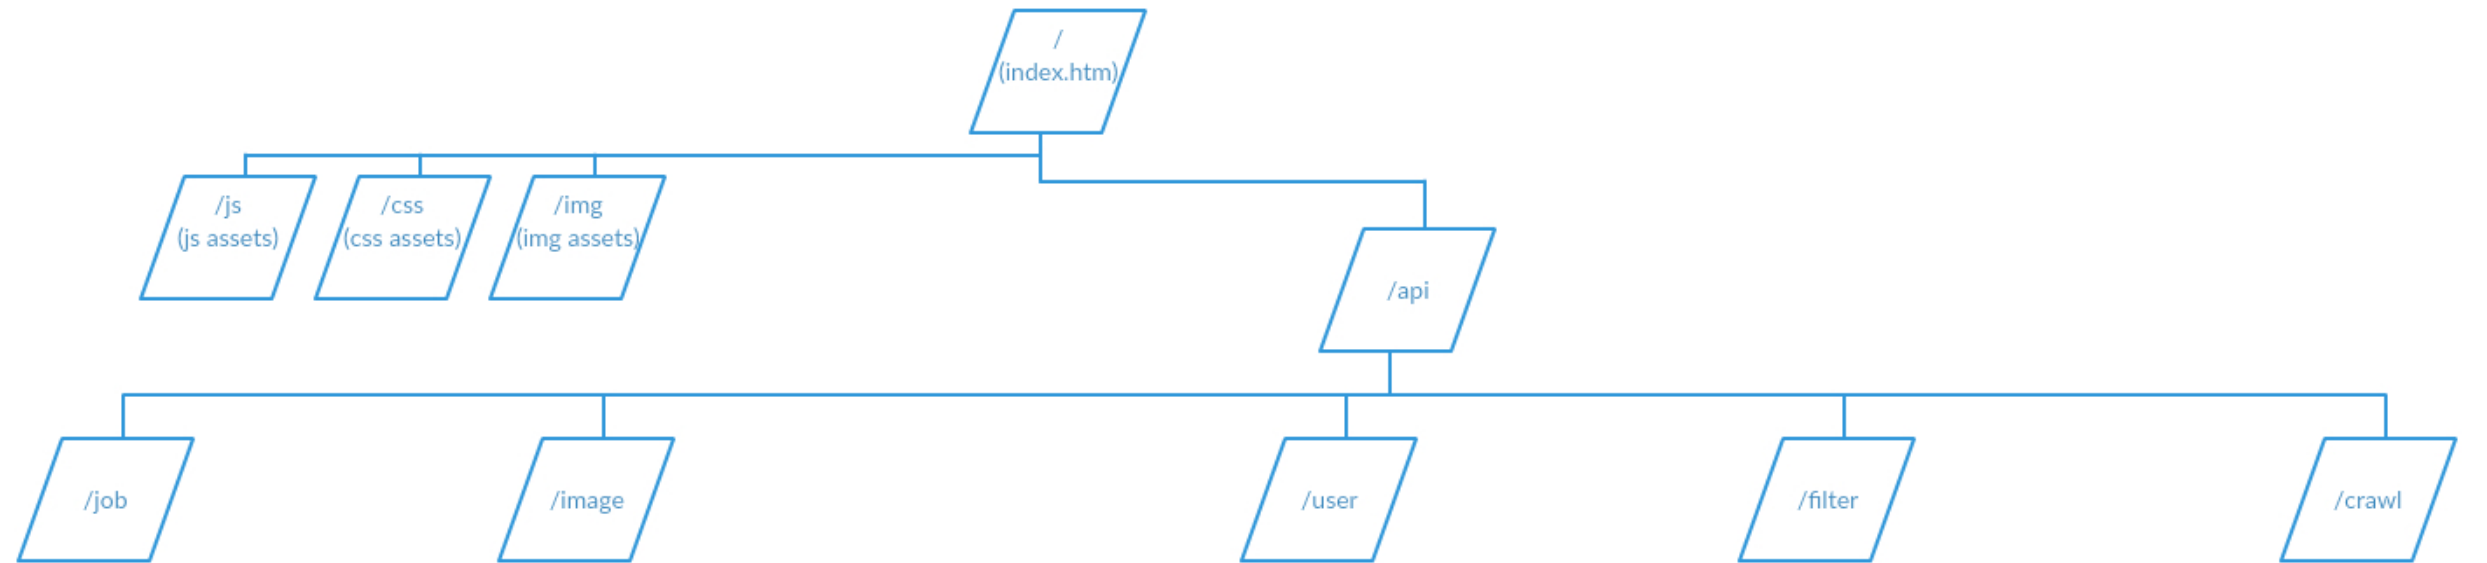 /
(index.htm)
/js
(js assets)
/css
(css assets)
/img
(img assets)
/api
/job
/image
/user
/filter
/crawl